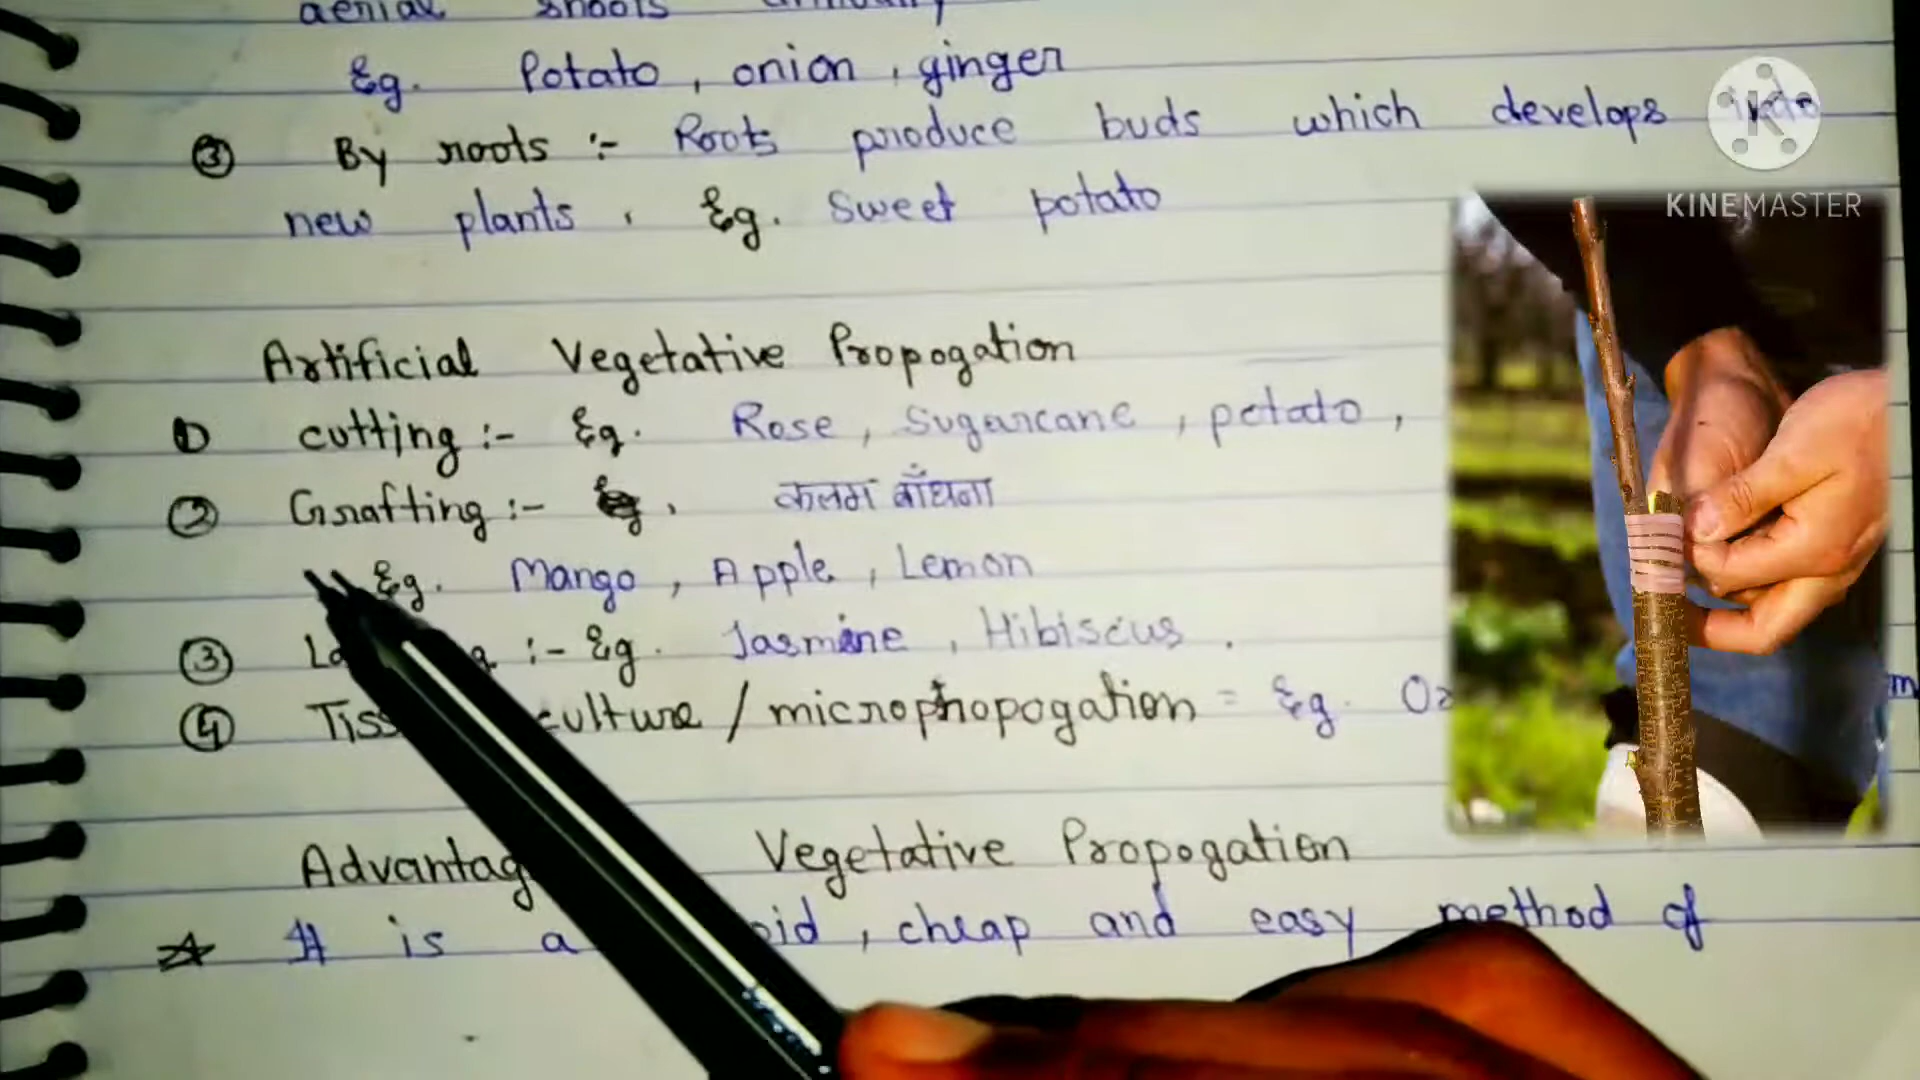 aerial shoots
Eg. Potato, onion, ginger
③ By roots :- Roots produce buds which develops into
new plants. Eg. Sweet potato
Artificial Vegetative Propogation
① cutting :- Eg. Rose, Sugarcane, potato,
② Grafting :- Eg, कलम बाँधना
Eg. Mango, Apple, Lemon
③ :- Eg. Jasmine, Hibiscus.
④ culture / micropropogation = Eg.
Vegetative Propogation
☆ It is a , cheap and easy method of
KINEMASTER